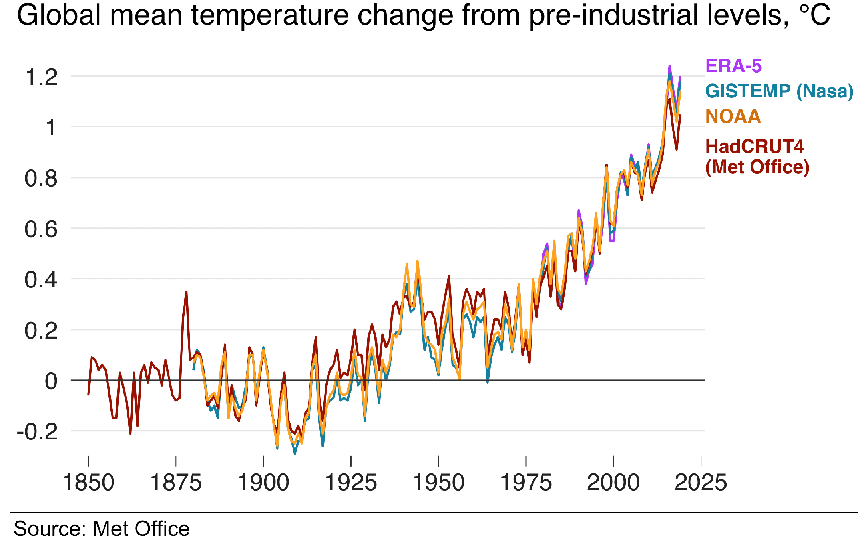 Global mean temperature change from pre-industrial levels, °C
1.2
1
0.8
0.6
0.4
0.2
0
-0.2
1850 1875 1900 1925 1950 1975 2000 2025
ERA-5
GISTEMP (Nasa)
NOAA
HadCRUT4
(Met Office)
Source: Met Office